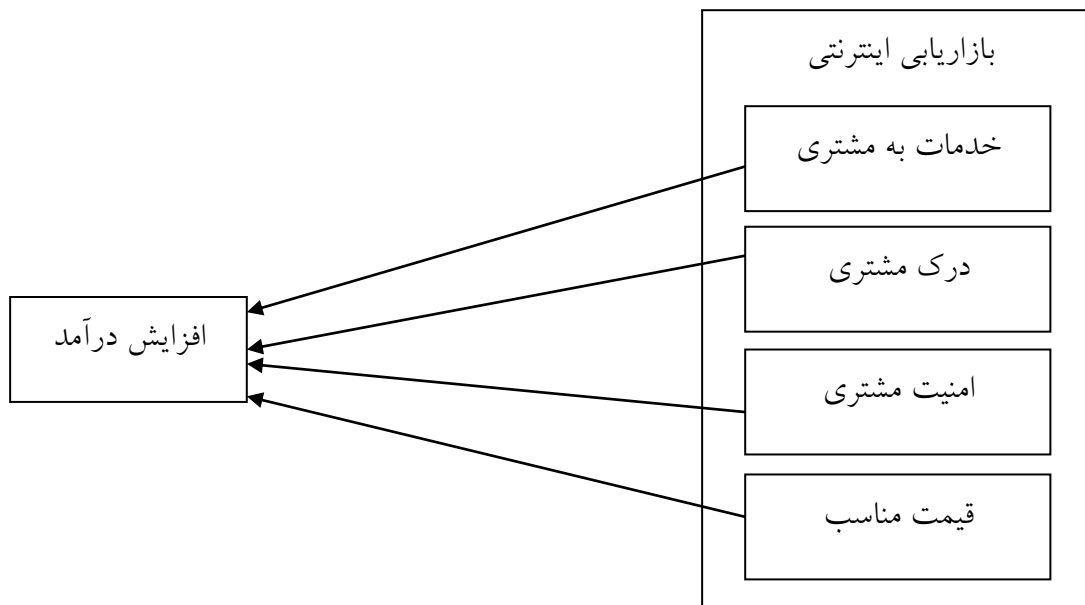 بازاریابی اینترنتی
خدمات به مشتری
درک مشتری
امنیت مشتری
قیمت مناسب
افزایش درآمد